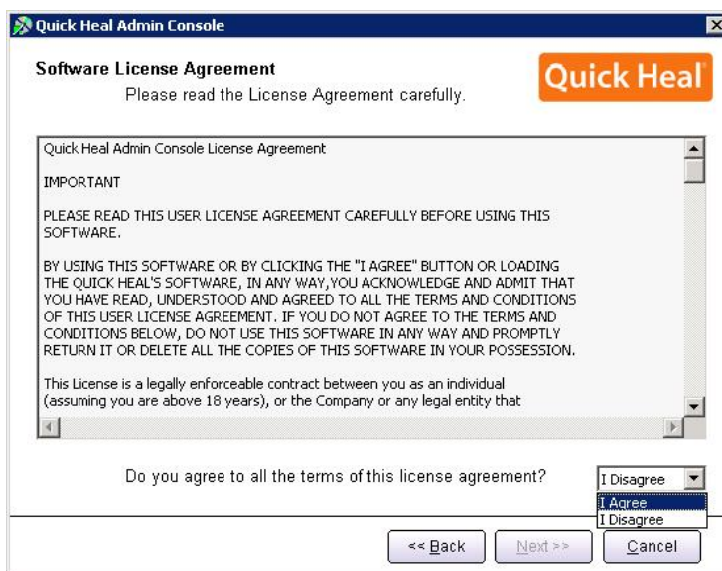 Quick Heal Admin Console
Software License Agreement
Please read the License Agreement carefully.
Quick Heal
Quick Heal Admin Console License Agreement
IMPORTANT
PLEASE READ THIS USER LICENSE AGREEMENT CAREFULLY BEFORE USING THIS
SOFTWARE.
BY USING THIS SOFTWARE OR BY CLICKING THE "I AGREE" BUTTON OR LOADING
THE QUICK HEAL'S SOFTWARE, IN ANY WAY,YOU ACKNOWLEDGE AND ADMIT THAT
YOU HAVE READ, UNDERSTOOD AND AGREED TO ALL THE TERMS AND CONDITIONS
OF THIS USER LICENSE AGREEMENT. IF YOU DO NOT AGREE TO THE TERMS AND
CONDITIONS BELOW, DO NOT USE THIS SOFTWARE IN ANY WAY AND PROMPTLY
RETURN IT OR DELETE ALL THE COPIES OF THIS SOFTWARE IN YOUR POSSESSION.
This License is a legally enforceable contract between you as an individual
(assuming you are above 18 years), or the Company or any legal entity that
Do you agree to all the terms of this license agreement?
I Disagree
I Agree
I Disagree
<< Back
Next >>
Cancel